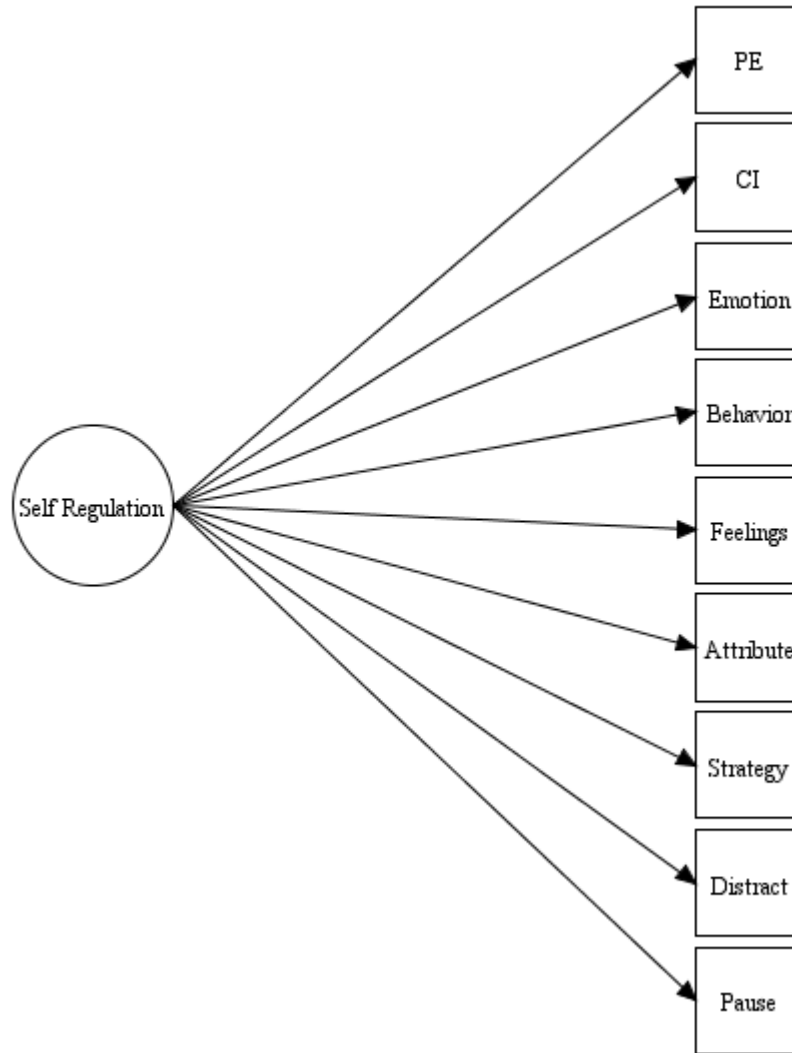 PE
CI
Emotion
Behavior
Self Regulation
Feelings
Attribute
Strategy
Distract
Pause